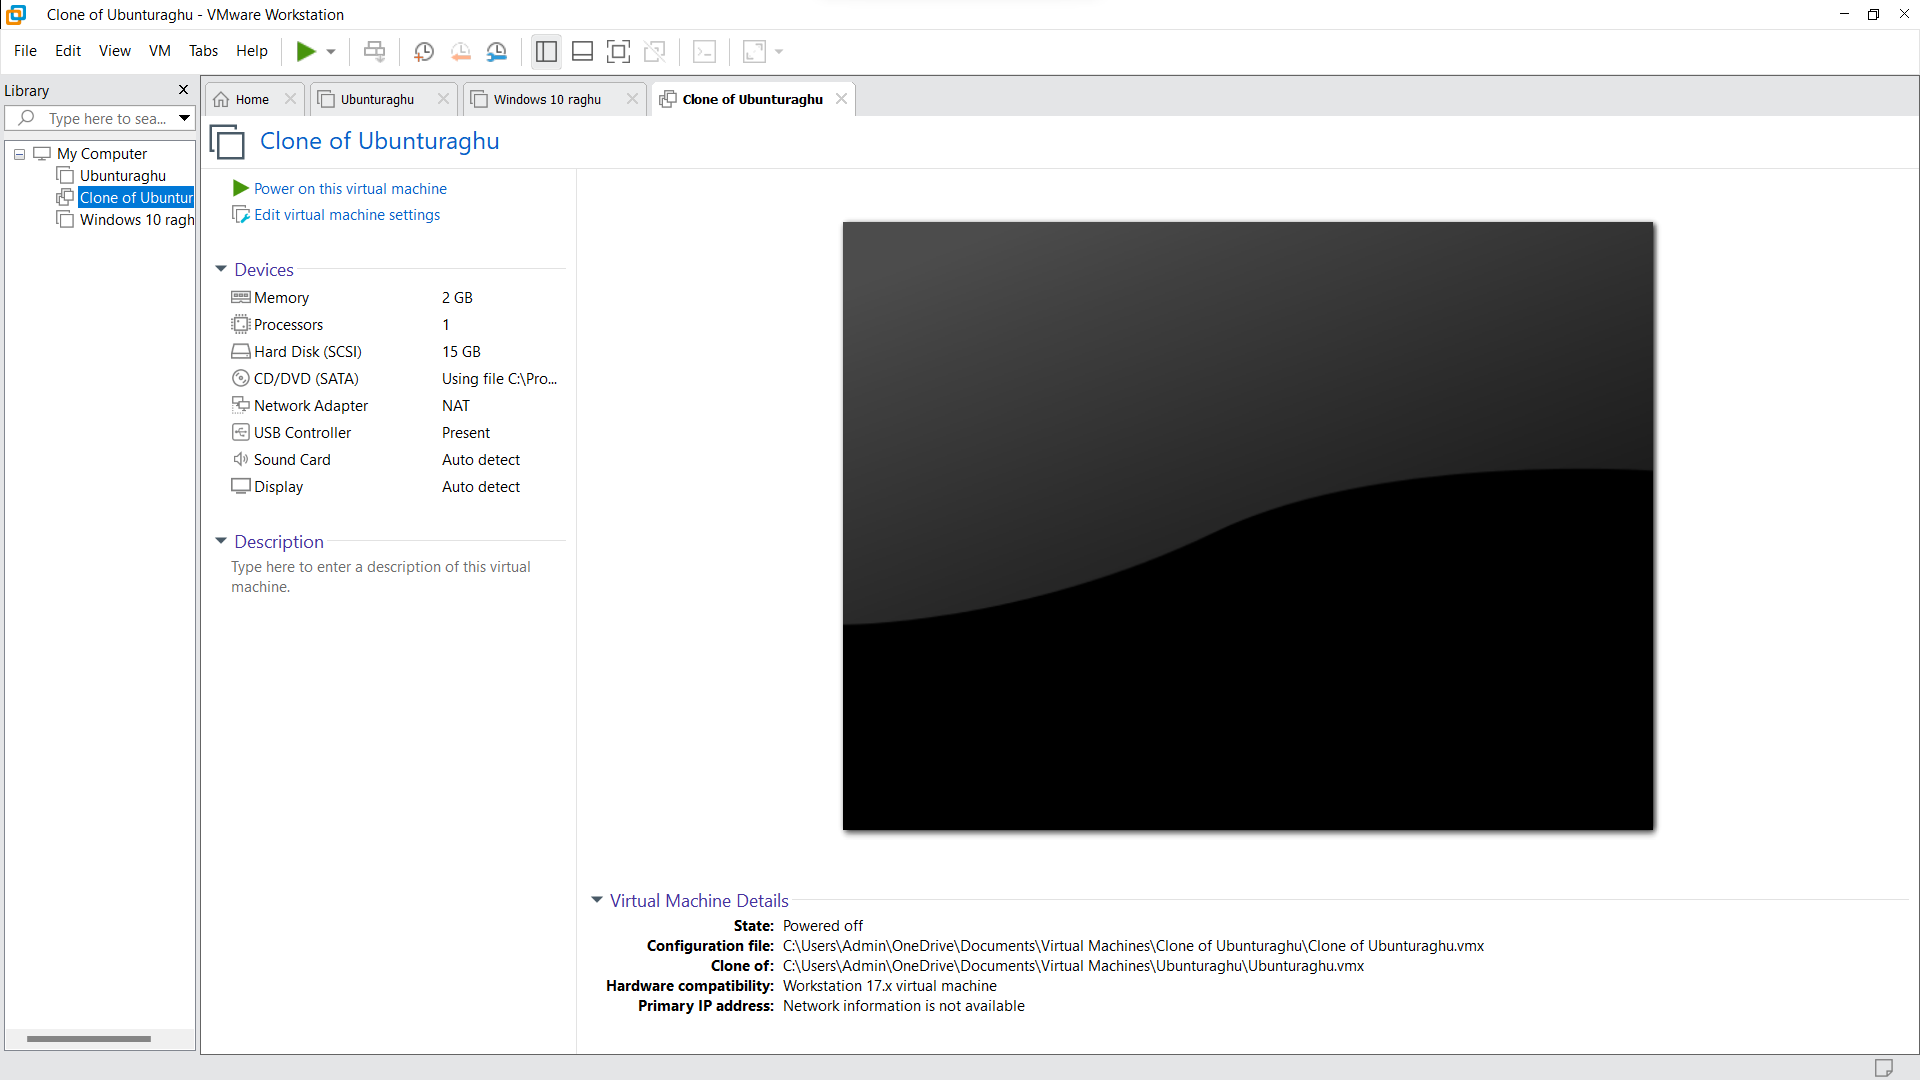 Clone of Ubunturaghu - VMware Workstation
File Edit View VM Tabs Help
Library
Type here to sea...
My Computer
Ubunturaghu
Clone of Ubuntur
Windows 10 ragh
Home
Ubunturaghu
Windows 10 raghu
Clone of Ubunturaghu
Clone of Ubunturaghu
Power on this virtual machine
Edit virtual machine settings
Devices
Memory 2 GB
Processors 1
Hard Disk (SCSI) 15 GB
CD/DVD (SATA) Using file C:\Pro...
Network Adapter NAT
USB Controller Present
Sound Card Auto detect
Display Auto detect
Description
Type here to enter a description of this virtual
machine.
Virtual Machine Details
State: Powered off
Configuration file: C:\Users\Admin\OneDrive\Documents\Virtual Machines\Clone of Ubunturaghu\Clone of Ubunturaghu.vmx
Clone of: C:\Users\Admin\OneDrive\Documents\Virtual Machines\Ubunturaghu\Ubunturaghu.vmx
Hardware compatibility: Workstation 17.x virtual machine
Primary IP address: Network information is not available